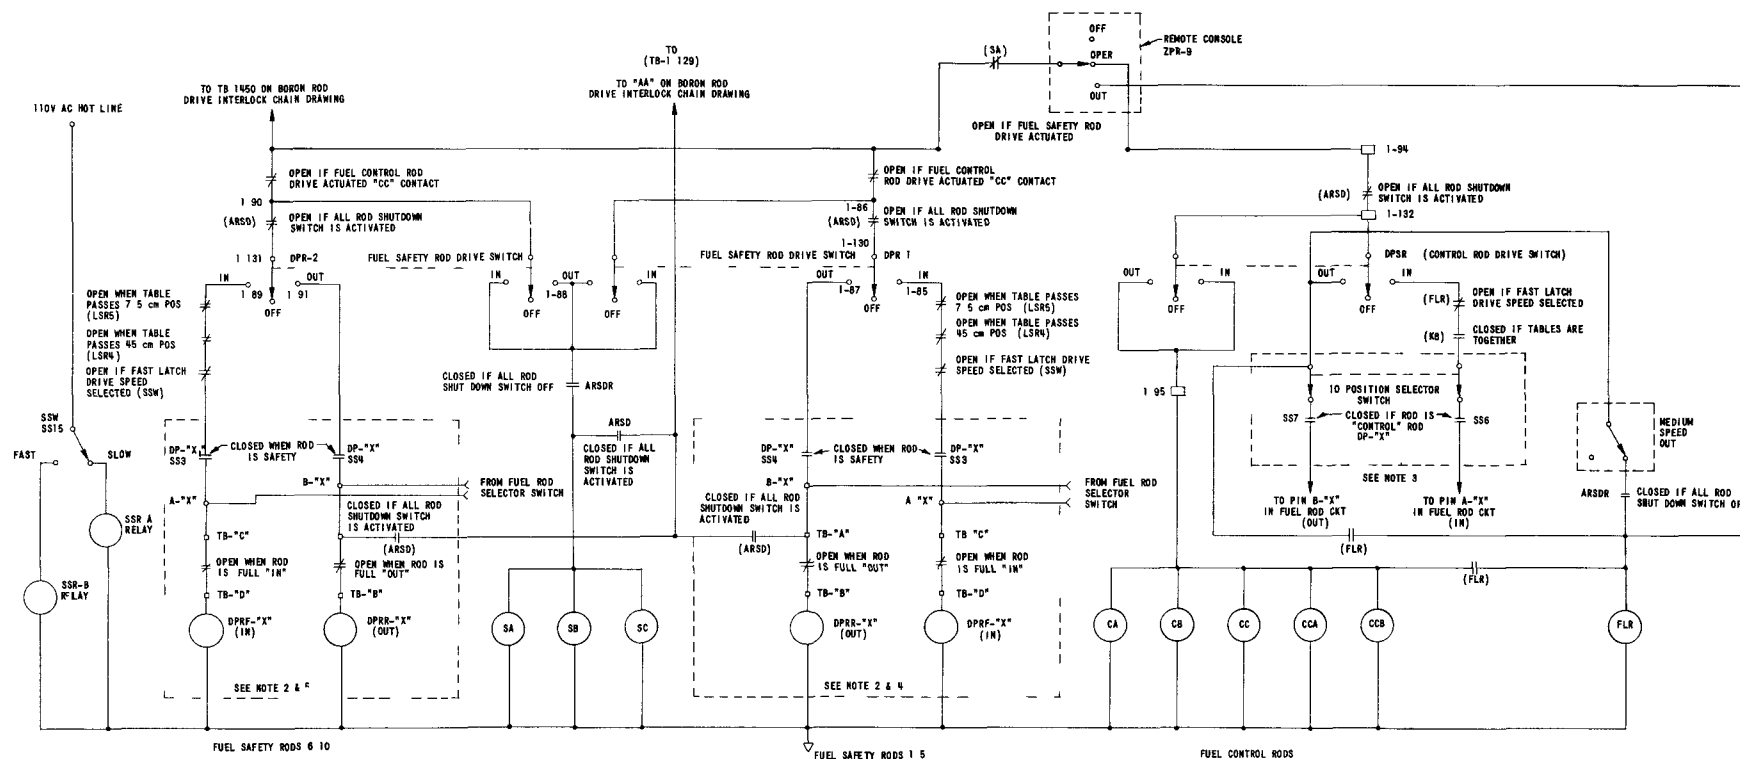 110V AC HOT LINE
TO TB 1450 ON BORON ROD
DRIVE INTERLOCK CHAIN DRAWING
TO
(TB-1 129)
TO "AA" ON BORON ROD
DRIVE INTERLOCK CHAIN DRAWING
(SA)
OFF
OPER
OUT
REMOTE CONSOLE
ZPR-9
OPEN IF FUEL SAFETY ROD
DRIVE ACTUATED
OPEN IF FUEL CONTROL ROD
DRIVE ACTUATED "CC" CONTACT
1 90
(ARSD)
OPEN IF ALL ROD SHUTDOWN
SWITCH IS ACTIVATED
1 131
DPR-2
FUEL SAFETY ROD DRIVE SWITCH
IN
OUT
1 89
1 91
OFF
OPEN WHEN TABLE
PASSES 7 5 cm POS
(LSR5)
OPEN WHEN TABLE
PASSES 45 cm POS
(LSR4)
OPEN IF FAST LATCH
DRIVE SPEED
SELECTED (SSW)
IN
OUT
IN
1-88
OFF
OFF
CLOSED IF ALL ROD
SHUT DOWN SWITCH OFF
ARSDR
ARSD
CLOSED IF ALL
ROD SHUTDOWN
SWITCH IS
ACTIVATED
OPEN IF FUEL CONTROL
ROD DRIVE ACTUATED "CC" CONTACT
1-86
(ARSD)
OPEN IF ALL ROD SHUTDOWN
SWITCH IS ACTIVATED
1-130
FUEL SAFETY ROD DRIVE SWITCH
DPR 1
OUT
IN
1-87
1-85
OFF
OPEN WHEN TABLE PASSES
7 5 cm POS (LSR5)
OPEN WHEN TABLE PASSES
45 cm POS (LSR4)
OPEN IF FAST LATCH DRIVE
SPEED SELECTED (SSW)
1-94
(ARSD)
OPEN IF ALL ROD SHUTDOWN
SWITCH IS ACTIVATED
1-132
DPSR
(CONTROL ROD DRIVE SWITCH)
OUT
IN
OFF
OUT
IN
OFF
(FLR)
OPEN IF FAST LATCH
DRIVE SPEED SELECTED
(K8)
CLOSED IF TABLES ARE
TOGETHER
1 95
10 POSITION SELECTOR
SWITCH
SS7
CLOSED IF ROD IS
"CONTROL" ROD
DP-"X"
SS6
SEE NOTE 3
TO PIN B-"X"
IN FUEL ROD CKT
(OUT)
TO PIN A-"X"
IN FUEL ROD CKT
(IN)
MEDIUM
SPEED
OUT
ARSDR
CLOSED IF ALL ROD
SHUT DOWN SWITCH OF
(FLR)
(FLR)
SSW
SS15
FAST
SLOW
SSR A
RELAY
SSR-B
RELAY
DP-"X"
SS3
CLOSED WHEN ROD
IS SAFETY
DP-"X"
SS4
B-"X"
A-"X"
FROM FUEL ROD
SELECTOR SWITCH
CLOSED IF ALL ROD
SHUTDOWN SWITCH
IS ACTIVATED
(ARSD)
TB-"C"
OPEN WHEN ROD
IS FULL "IN"
OPEN WHEN ROD IS
FULL "OUT"
TB-"D"
TB-"B"
DPRF-"X"
(IN)
DPRR-"X"
(OUT)
SEE NOTE 2 & 5
SA
SB
SC
DP-"X"
SS4
CLOSED WHEN ROD
IS SAFETY
DP-"X"
SS3
B-"X"
A "X"
FROM FUEL ROD
SELECTOR
SWITCH
CLOSED IF ALL ROD
SHUTDOWN SWITCH IS
ACTIVATED
(ARSD)
TB-"A"
TB "C"
OPEN WHEN ROD
IS FULL "OUT"
OPEN WHEN ROD
IS FULL "IN"
TB-"B"
TB-"D"
DPRR-"X"
(OUT)
DPRF-"X"
(IN)
SEE NOTE 2 & 4
CA
CB
CC
CCA
CCB
FLR
FUEL SAFETY RODS 6 10
FUEL SAFETY RODS 1 5
FUEL CONTROL RODS